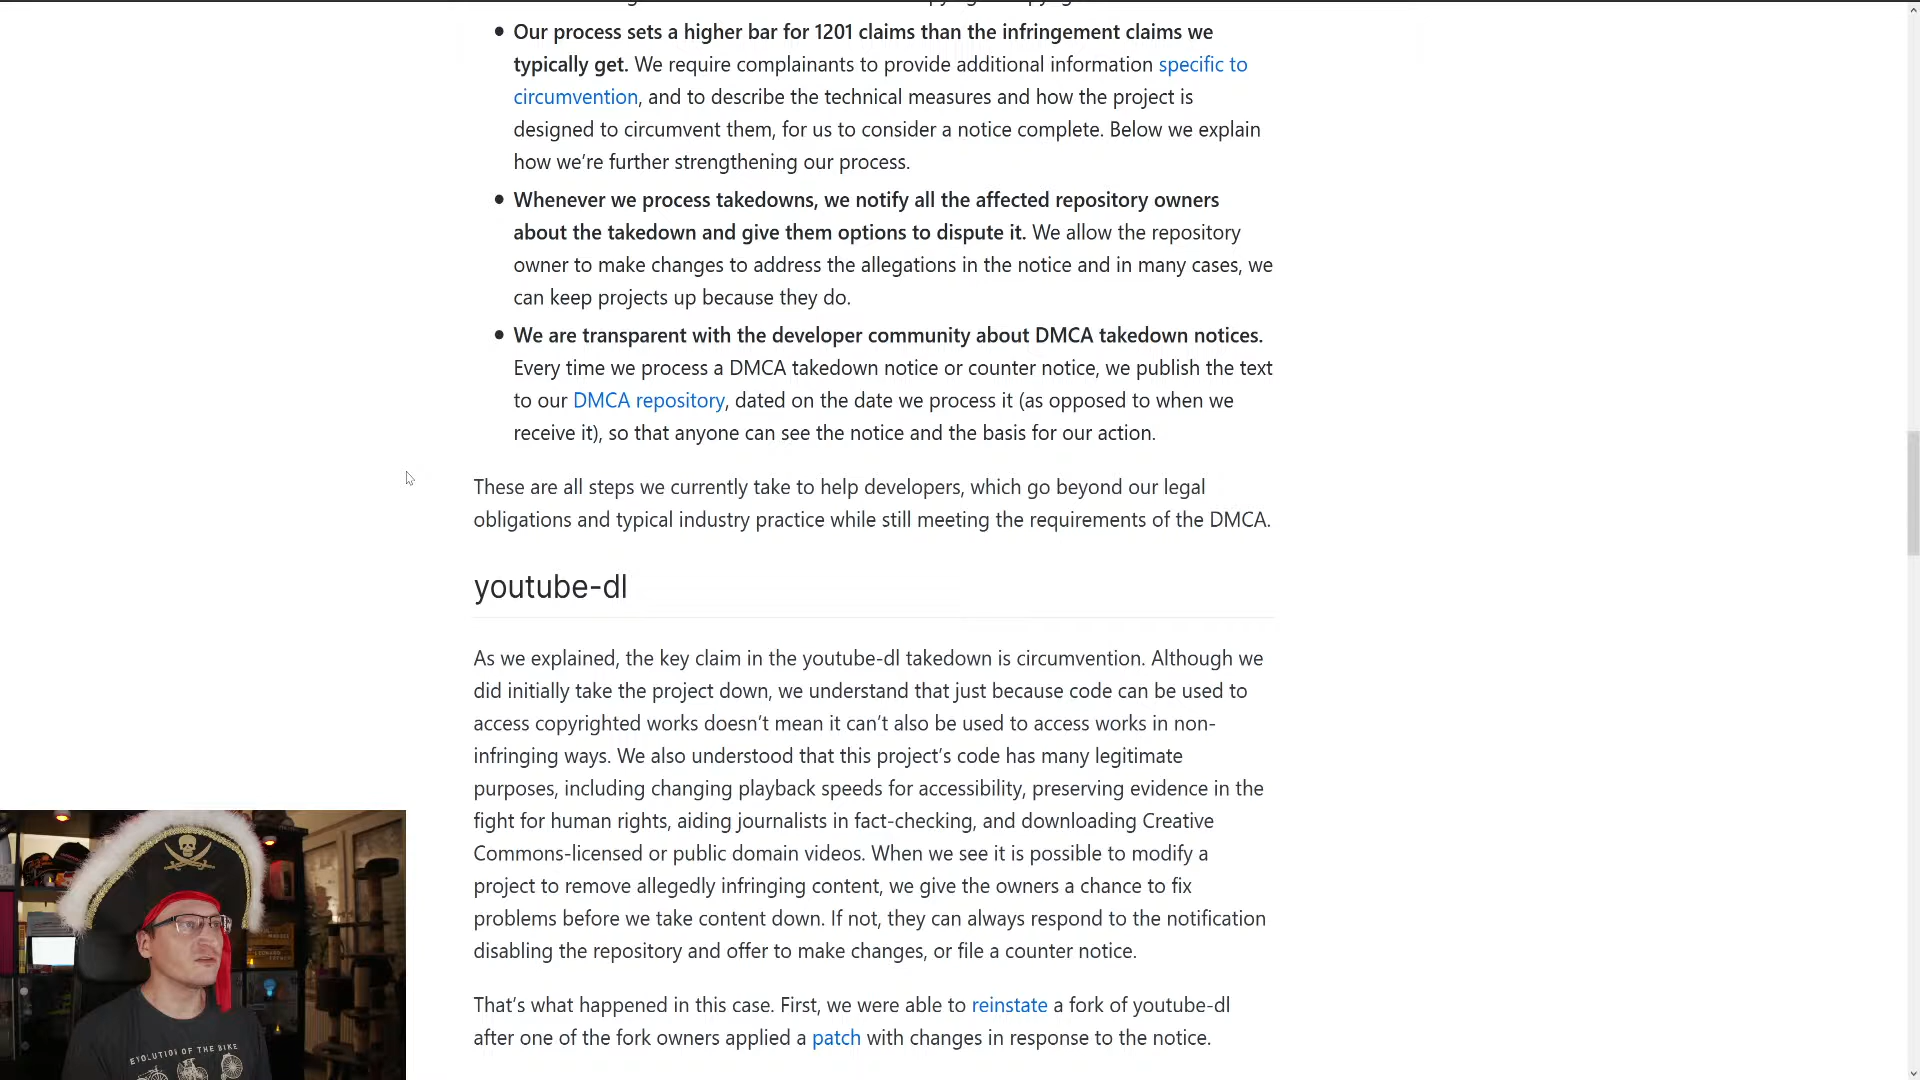 Our process sets a higher bar for 1201 claims than the infringement claims we
typically get. We require complainants to provide additional information specific to
circumvention, and to describe the technical measures and how the project is
designed to circumvent them, for us to consider a notice complete. Below we explain
how we’re further strengthening our process.
Whenever we process takedowns, we notify all the affected repository owners
about the takedown and give them options to dispute it. We allow the repository
owner to make changes to address the allegations in the notice and in many cases, we
can keep projects up because they do.
We are transparent with the developer community about DMCA takedown notices.
Every time we process a DMCA takedown notice or counter notice, we publish the text
to our DMCA repository, dated on the date we process it (as opposed to when we
receive it), so that anyone can see the notice and the basis for our action.
These are all steps we currently take to help developers, which go beyond our legal
obligations and typical industry practice while still meeting the requirements of the DMCA.
youtube-dl
As we explained, the key claim in the youtube-dl takedown is circumvention. Although we
did initially take the project down, we understand that just because code can be used to
access copyrighted works doesn’t mean it can’t also be used to access works in non-
infringing ways. We also understood that this project’s code has many legitimate
purposes, including changing playback speeds for accessibility, preserving evidence in the
fight for human rights, aiding journalists in fact-checking, and downloading Creative
Commons-licensed or public domain videos. When we see it is possible to modify a
project to remove allegedly infringing content, we give the owners a chance to fix
problems before we take content down. If not, they can always respond to the notification
disabling the repository and offer to make changes, or file a counter notice.
That’s what happened in this case. First, we were able to reinstate a fork of youtube-dl
after one of the fork owners applied a patch with changes in response to the notice.
EVOLUTION OF THE BIKE